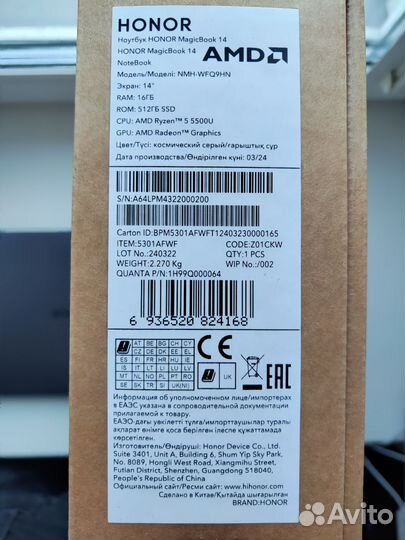 HONOR
Ноутбук HONOR MagicBook 14
HONOR MagicBook 14
NoteBook
AMD
Модель/Моделі: NMH-WFQ9HN
Экран: 14"
RAM: 16ГБ
ROM: 512ГБ SSD
CPU: AMD Ryzen™ 5 5500U
GPU: AMD Radeon™ Graphics
Цвет/Түсі: космический серый/ғарыштық сұр
Дата производства/Өндірілген күні: 03/24
S/N:A64LPM4322000200
Carton ID:BPM5301AFWFT12403230000165
ITEM:5301AFWF CODE:Z01CKW
LOT No.:240322 QTY:1 PCS
WEIGHT:2.270 Kg WIP No.:/002
QUANTA P/N:1H99Q000064
6 936520 824168
AT BE BG CH CY
CZ DE DK EE EL
ES FI FR HR HU IE
IS IT LI LT LU LV
MT NL NO PL PT RO
SE SK TR SI UK(NI)
CE
UK
EAC
Информация об уполномоченном лице/импортерах
в ЕАЭС указана в сопроводительной документации
прилагаемой к товару.
ЕАЭО-дағы уәкілетті тұлға/импорттаушылар туралы
ақпарат өнімге қоса берілген ілеспе құжаттамада
көрсетілген.
Изготовитель/Өндіруші: Honor Device Co., Ltd.
Suite 3401, Unit A, Building 6, Shum Yip Sky Park,
No. 8089, Hongli West Road, Xiangmihu Street,
Futian District, Shenzhen, Guangdong 518040,
People's Republic of China
Официальный сайт/Ресми сайты: www.hihonor.com
Сделано в Китае/Қытайда шығарылған
BRAND:HONOR
Avito